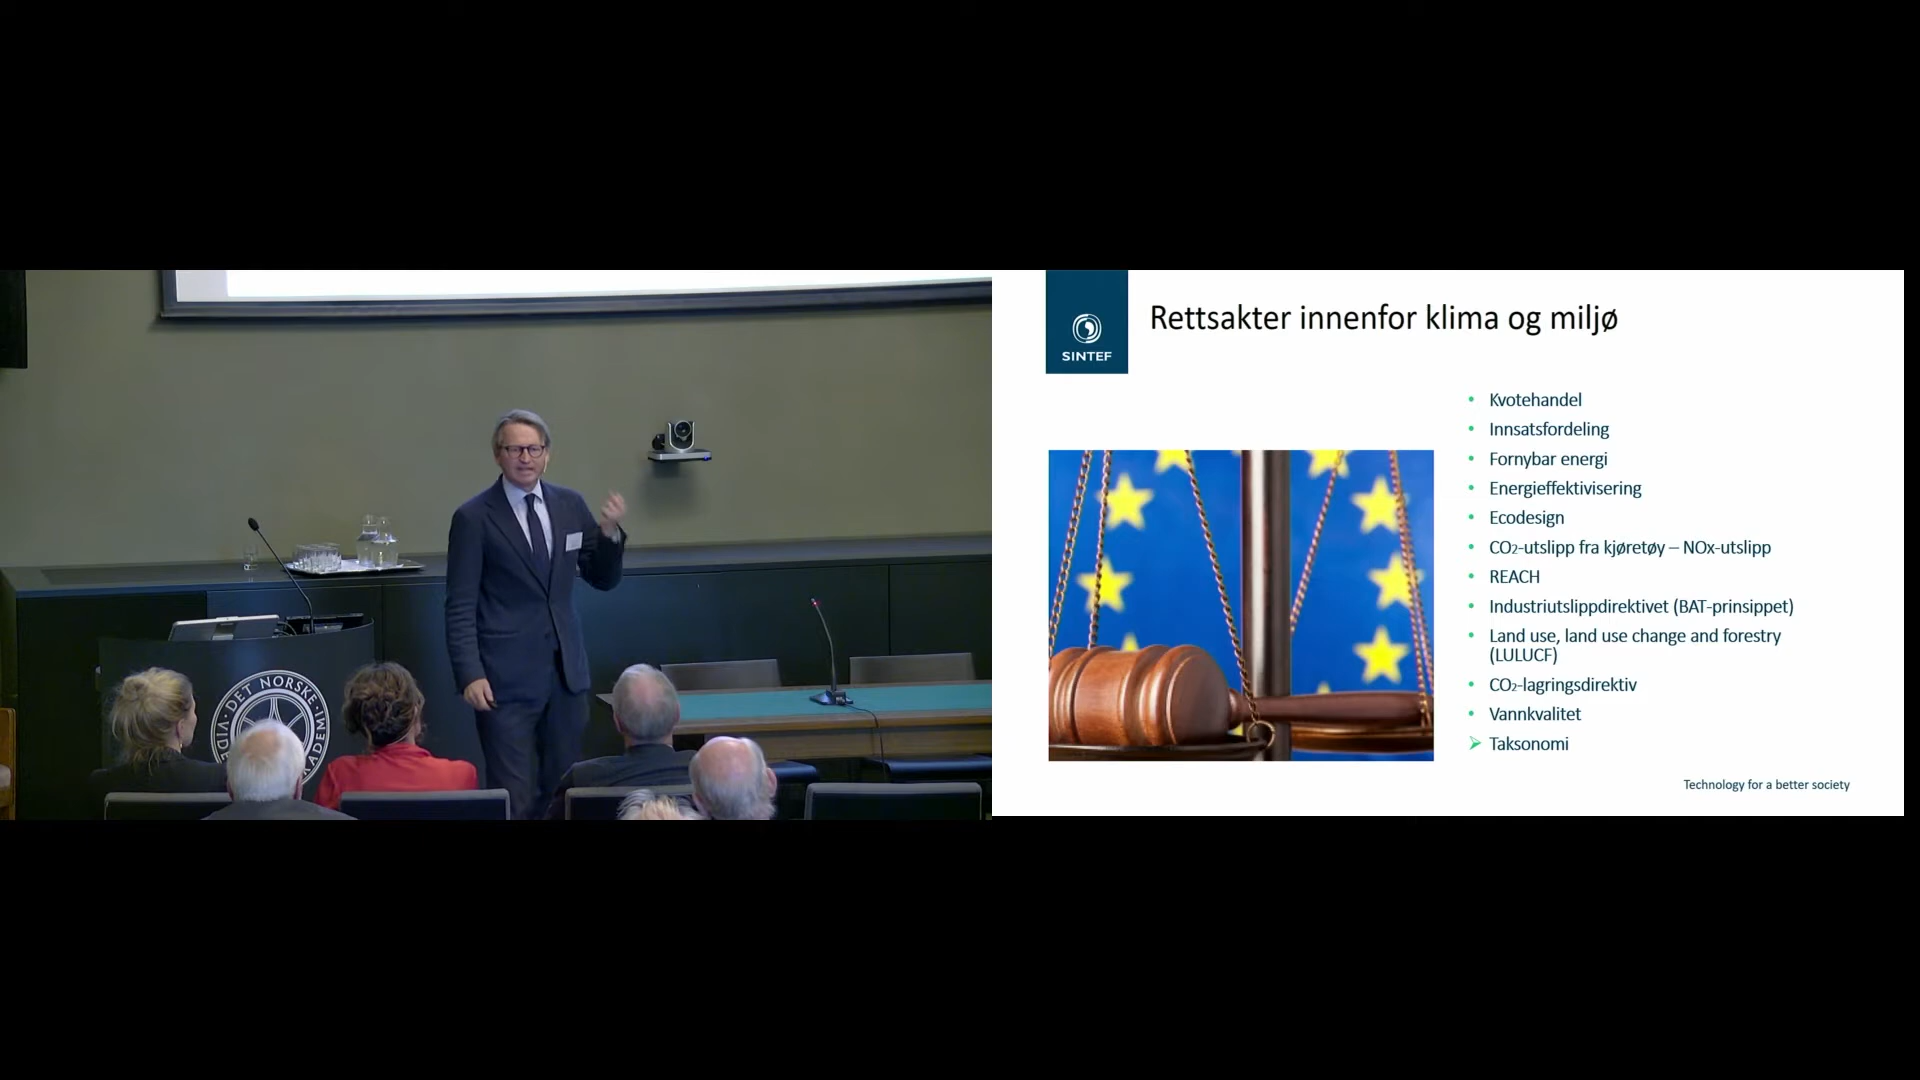 DET NORSKE
VIDE
AKADEMI
SINTEF
Rettsakter innenfor klima og miljø
• Kvotehandel
• Innsatsfordeling
• Fornybar energi
• Energieffektivisering
• Ecodesign
• CO₂-utslipp fra kjøretøy – NOx-utslipp
• REACH
• Industriutslippdirektivet (BAT-prinsippet)
• Land use, land use change and forestry
(LULUCF)
• CO₂-lagringsdirektiv
• Vannkvalitet
➢ Taksonomi
Technology for a better society